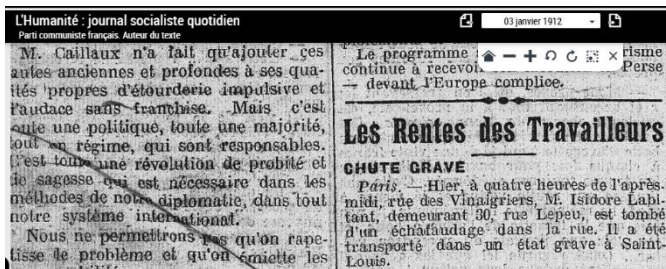 L'Humanité : journal socialiste quotidien
Parti communiste français. Auteur du texte
03 janvier 1912
M. Caillaux n'a fait qu'ajouter ces
autes anciennes et profondes à ses qua-
ités propres d'étourderie impulsive et
l'audace sans franchise. Mais c'est
oute une politique, toute une majorité,
tout un régime, qui sont responsables.
C'est toute une révolution de probité et
de sagesse qui est nécessaire dans les
méthodes de notre diplomatie, dans tout
notre système international.
Nous ne permettrons pas qu'on rape-
tisse le problème et qu'on émiette les
Le programme risme
continue à recevoi Perse
— devant l'Europe complice.
Les Rentes des Travailleurs
CHUTE GRAVE
Paris. — Hier, à quatre heures de l'après-
midi, rue des Vinaigriers, M. Isidore Labi-
tant, demeurant 30, rue Lepeu, est tombé
d'un échafaudage dans la rue. Il a été
transporté dans un état grave à Saint-
Louis.